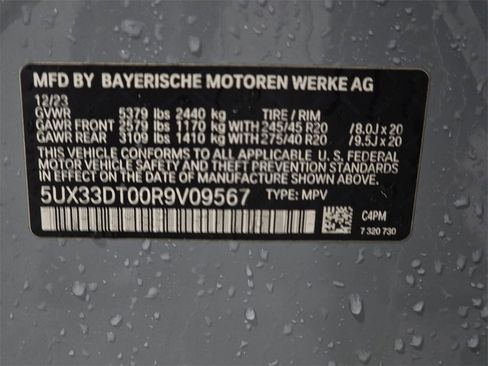 MFD BY BAYERISCHE MOTOREN WERKE AG
12/23
GVWR 5379 lbs 2440 kg TIRE / RIM
GAWR FRONT 2579 lbs 1170 kg WITH 245/45 R20 /8.0J x 20
GAWR REAR 3109 lbs 1410 kg WITH 275/40 R20 /9.5J x 20
THIS VEHICLE CONFORMS TO ALL APPLICABLE U. S. FEDERAL
MOTOR VEHICLE SAFETY AND THEFT PREVENTION STANDARDS
IN EFFECT ON THE DATE OF MANUFACTURE SHOWN ABOVE.
5UX33DT00R9V09567 TYPE: MPV
C4PM
7 320 730